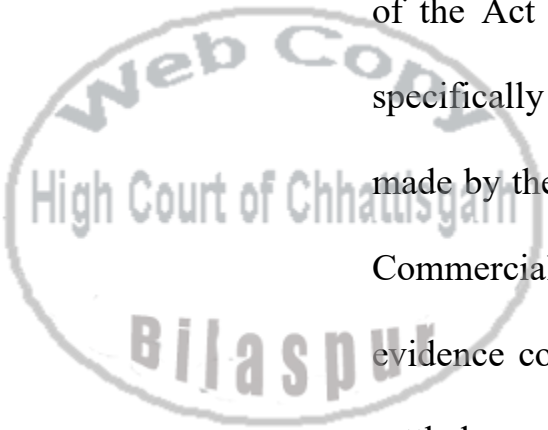 of the Act
Web Copy
specifically
High Court of Chhattisgarh
made by the
Commercial
Bilaspur
evidence co